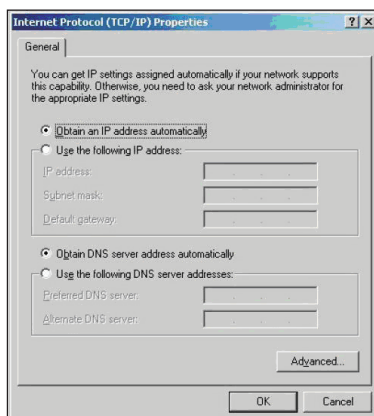 Internet Protocol (TCP/IP) Properties
General
You can get IP settings assigned automatically if your network supports
this capability. Otherwise, you need to ask your network administrator for
the appropriate IP settings.
Obtain an IP address automatically
Use the following IP address:
IP address:
Subnet mask:
Default gateway:
Obtain DNS server address automatically
Use the following DNS server addresses:
Preferred DNS server:
Alternate DNS server:
Advanced...
OK Cancel